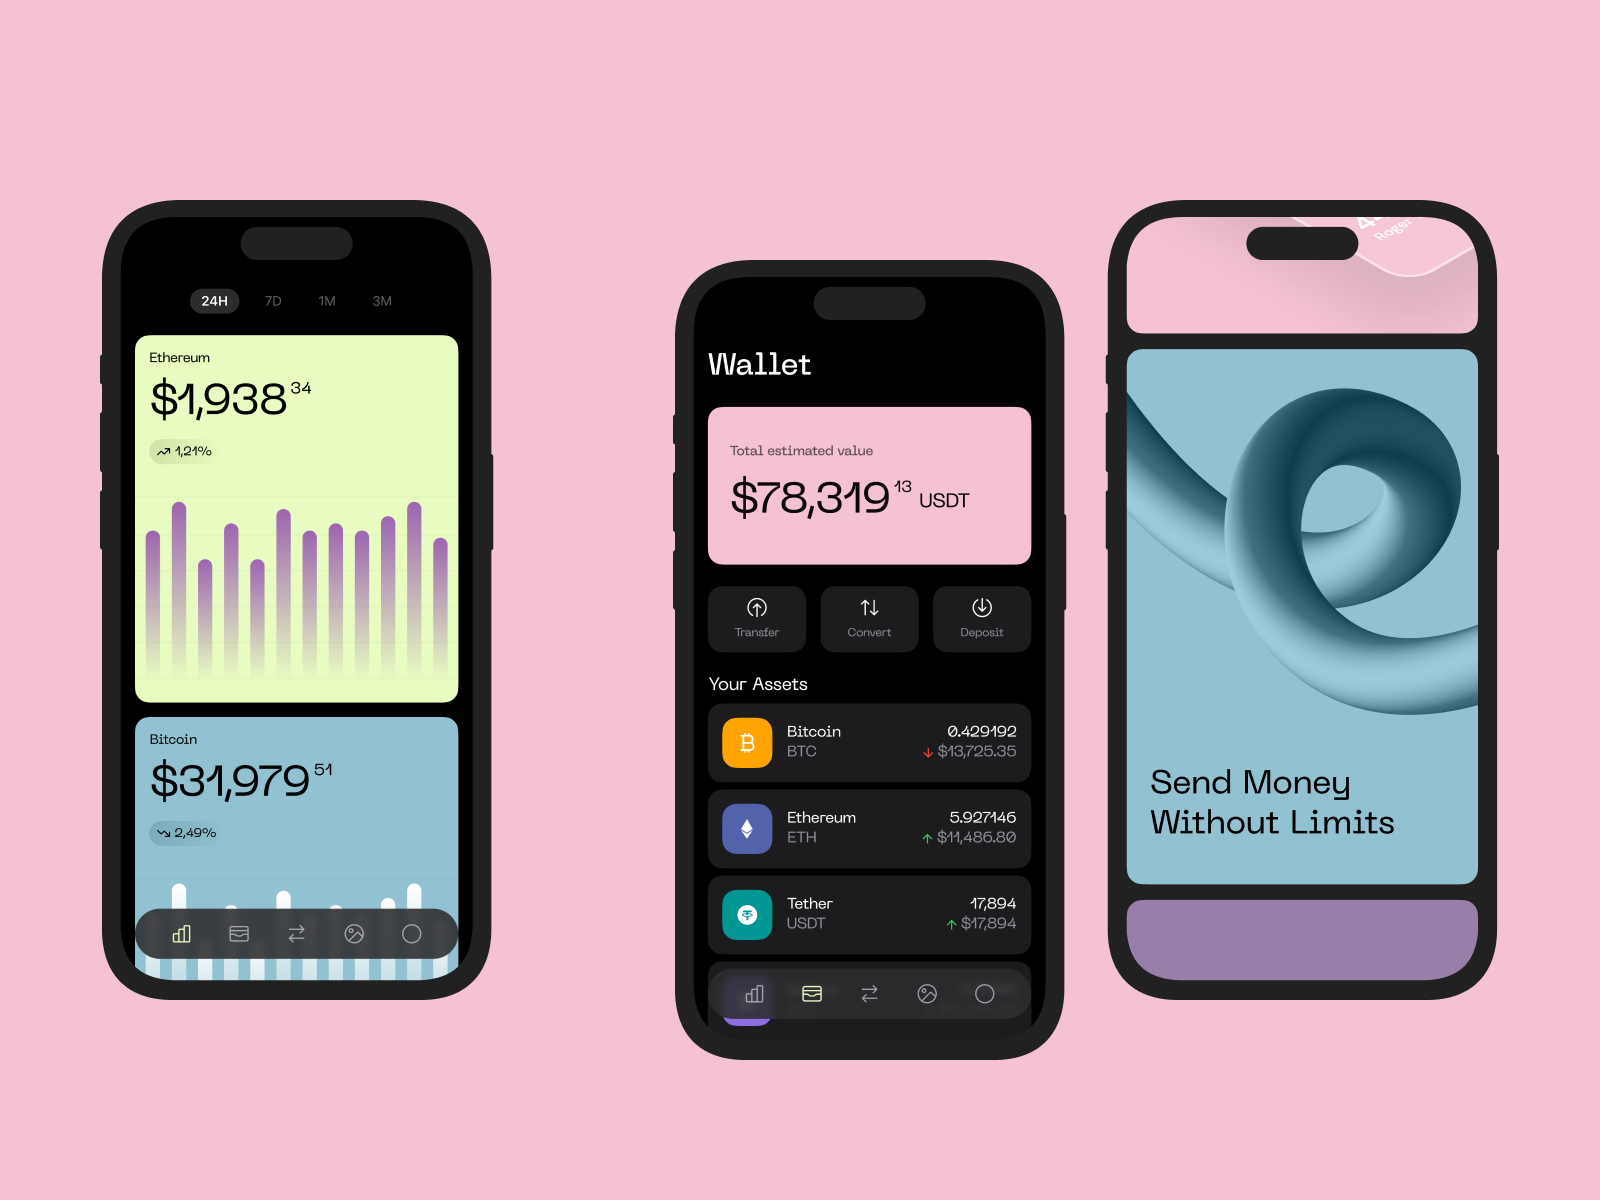 24H 7D 1M 3M
Ethereum
$1,938 34
1,21%
Bitcoin
$31,979 51
2,49%
Wallet
Total estimated value
$78,319 13 USDT
Transfer Convert Deposit
Your Assets
Bitcoin 0.429192
BTC $13,725.35
Ethereum 5.927146
ETH $11,486.80
Tether 17,894
USDT $17,894
Roger
Send Money
Without Limits